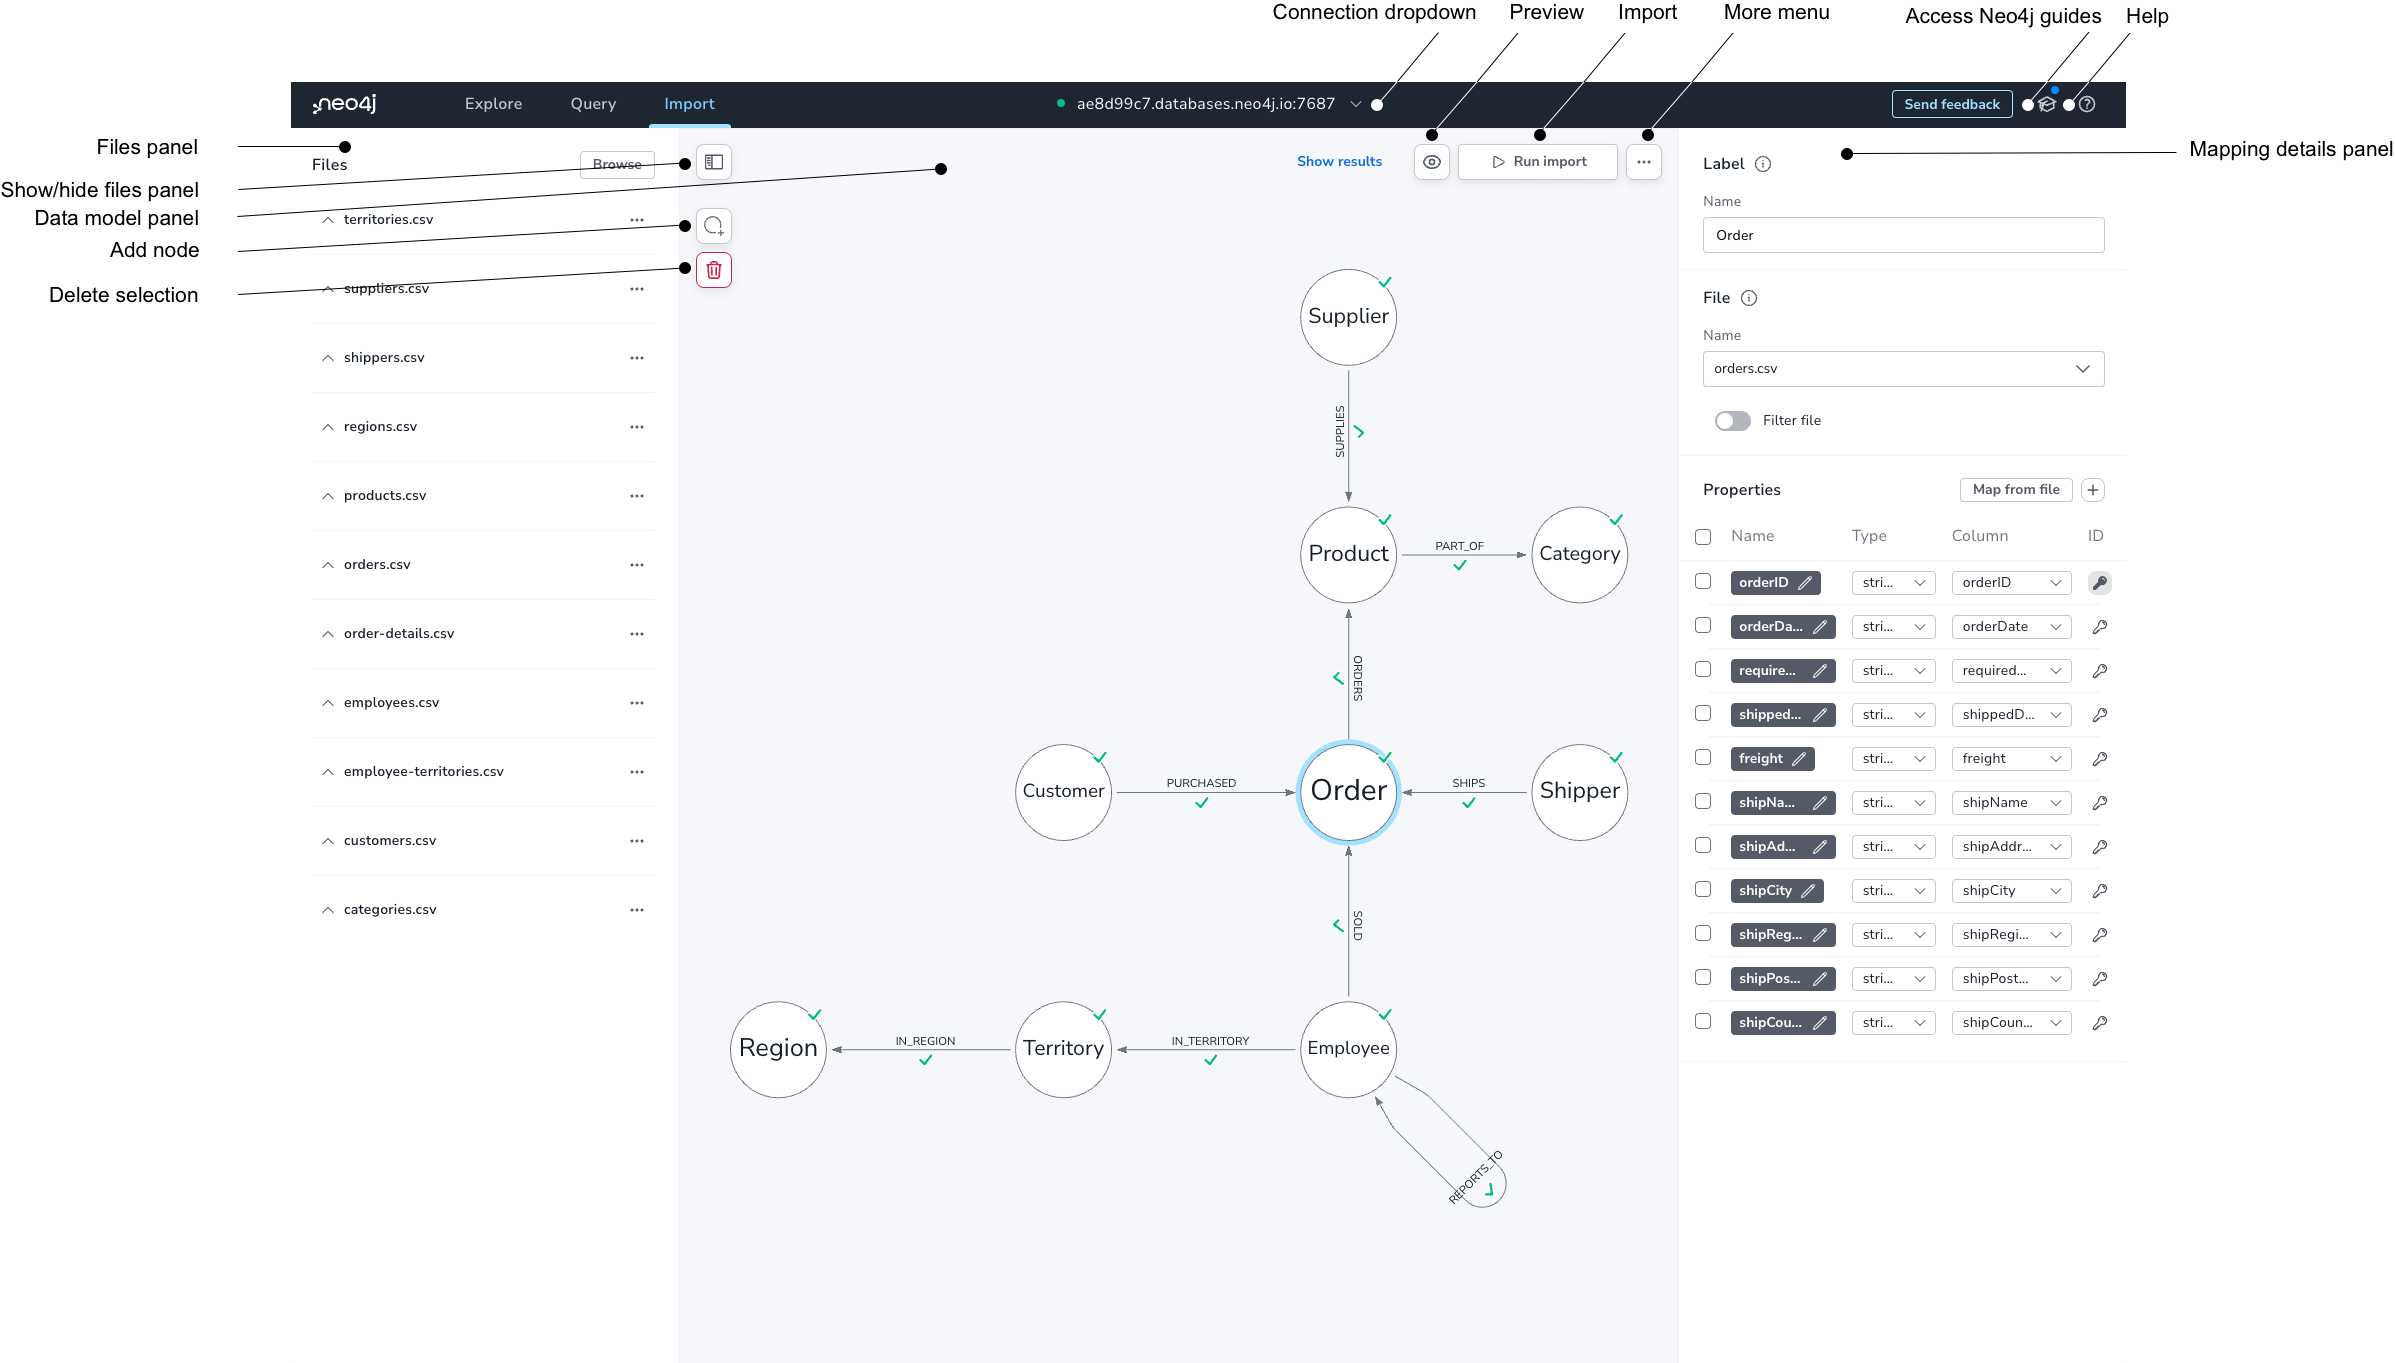 Connection dropdown
Preview
Import
More menu
Access Neo4j guides
Help
neo4j
Explore
Query
Import
ae8d99c7.databases.neo4j.io:7687
Send feedback
Files panel
Show/hide files panel
Data model panel
Add node
Delete selection
Mapping details panel
Files
Browse
territories.csv
suppliers.csv
shippers.csv
regions.csv
products.csv
orders.csv
order-details.csv
employees.csv
employee-territories.csv
customers.csv
categories.csv
Show results
Run import
Supplier
SUPPLIES
Product
PART_OF
Category
ORDERS
Customer
PURCHASED
Order
SHIPS
Shipper
SOLD
Region
IN_REGION
Territory
IN_TERRITORY
Employee
REPORTS_TO
Label
Name
Order
File
Name
orders.csv
Filter file
Properties
Map from file
Name Type Column ID
orderID stri... orderID
orderDa... stri... orderDate
require... stri... required...
shipped... stri... shippedD...
freight stri... freight
shipNa... stri... shipName
shipAd... stri... shipAddr...
shipCity stri... shipCity
shipReg... stri... shipRegi...
shipPos... stri... shipPost...
shipCou... stri... shipCoun...